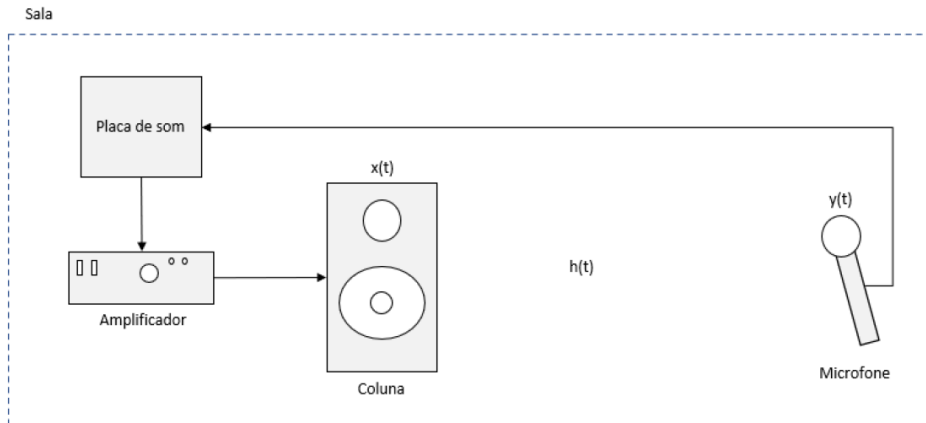 Sala
Placa de som
x(t)
y(t)
h(t)
Amplificador
Microfone
Coluna